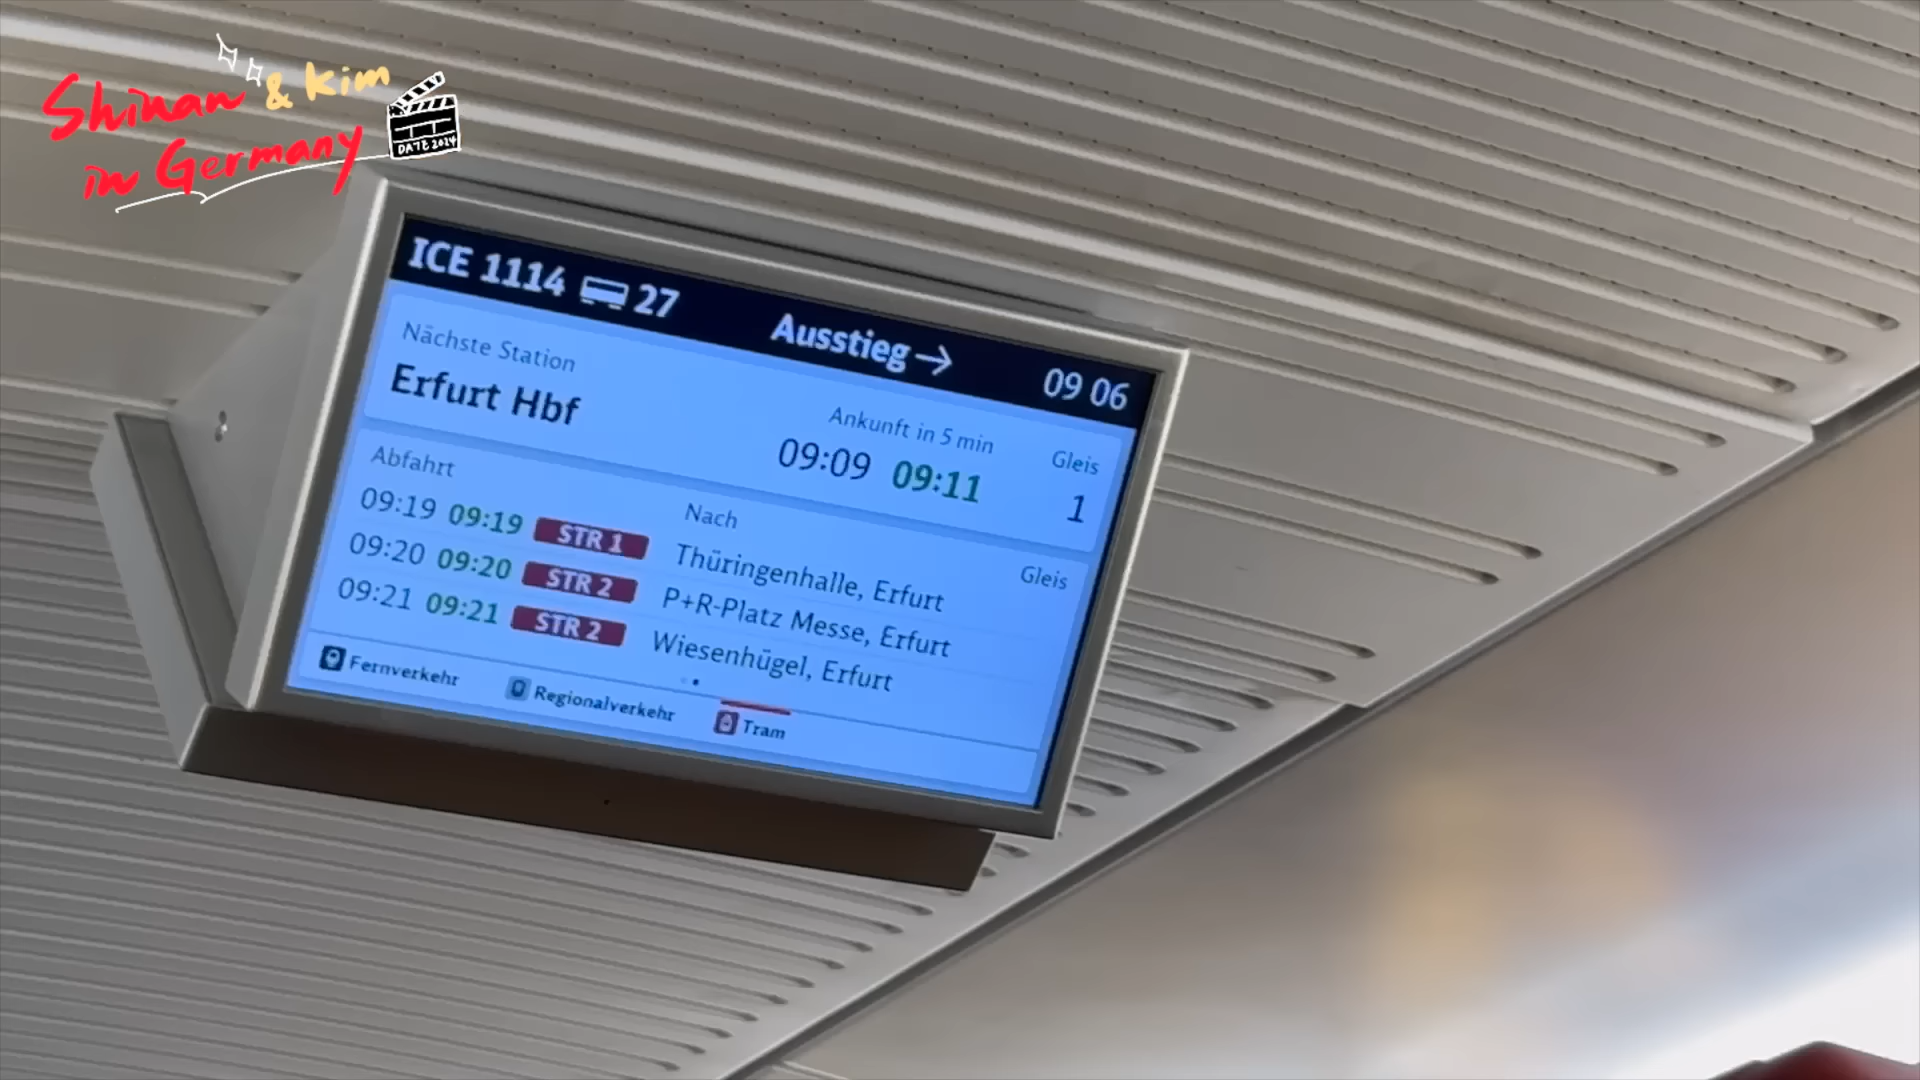 Shinan & Kim
in Germany
DATE 2024
ICE 1114 27 Ausstieg → 09 06
Nächste Station
Erfurt Hbf
Ankunft in 5 min Gleis
09:09 09:11 1
Abfahrt Nach Gleis
09:19 09:19 STR 1 Thüringenhalle, Erfurt
09:20 09:20 STR 2 P+R-Platz Messe, Erfurt
09:21 09:21 STR 2 Wiesenhügel, Erfurt
Fernverkehr Regionalverkehr Tram